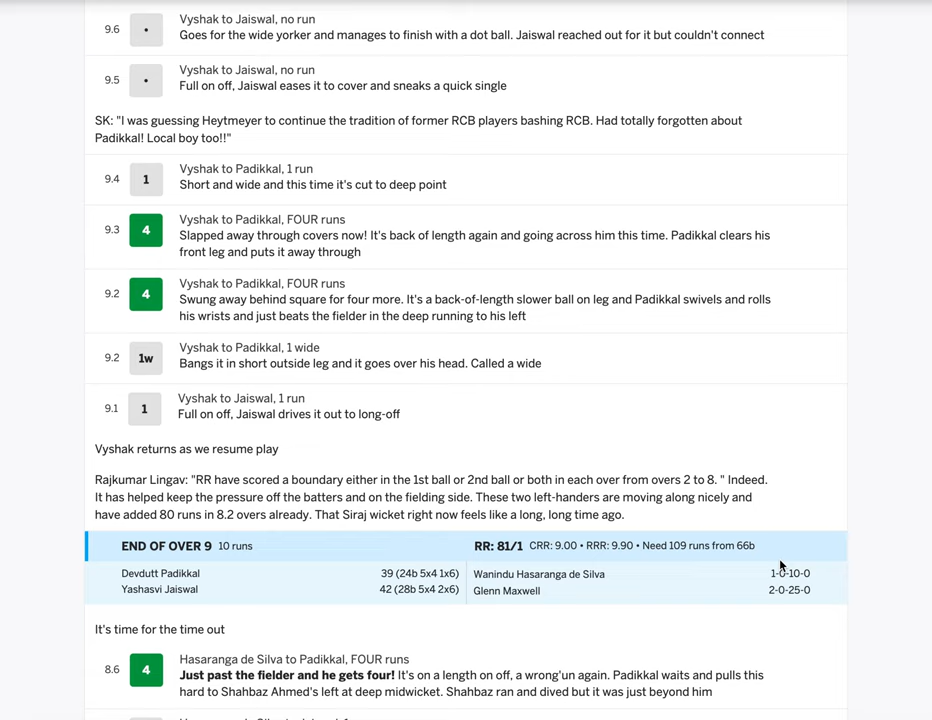 9.6
•
Vyshak to Jaiswal, no run
Goes for the wide yorker and manages to finish with a dot ball. Jaiswal reached out for it but couldn't connect
9.5
•
Vyshak to Jaiswal, no run
Full on off, Jaiswal eases it to cover and sneaks a quick single
SK: "I was guessing Heytmeyer to continue the tradition of former RCB players bashing RCB. Had totally forgotten about
Padikkal! Local boy too!!"
9.4
1
Vyshak to Padikkal, 1 run
Short and wide and this time it's cut to deep point
9.3
4
Vyshak to Padikkal, FOUR runs
Slapped away through covers now! It's back of length again and going across him this time. Padikkal clears his
front leg and puts it away through
9.2
4
Vyshak to Padikkal, FOUR runs
Swung away behind square for four more. It's a back-of-length slower ball on leg and Padikkal swivels and rolls
his wrists and just beats the fielder in the deep running to his left
9.2
1w
Vyshak to Padikkal, 1 wide
Bangs it in short outside leg and it goes over his head. Called a wide
9.1
1
Vyshak to Jaiswal, 1 run
Full on off, Jaiswal drives it out to long-off
Vyshak returns as we resume play
Rajkumar Lingav: "RR have scored a boundary either in the 1st ball or 2nd ball or both in each over from overs 2 to 8. " Indeed.
It has helped keep the pressure off the batters and on the fielding side. These two left-handers are moving along nicely and
have added 80 runs in 8.2 overs already. That Siraj wicket right now feels like a long, long time ago.
END OF OVER 9 10 runs
RR: 81/1 CRR: 9.00 • RRR: 9.90 • Need 109 runs from 66b
Devdutt Padikkal 39 (24b 5x4 1x6)
Yashasvi Jaiswal 42 (28b 5x4 2x6)
Wanindu Hasaranga de Silva 1-0-10-0
Glenn Maxwell 2-0-25-0
It's time for the time out
8.6
4
Hasaranga de Silva to Padikkal, FOUR runs
Just past the fielder and he gets four! It's on a length on off, a wrong'un again. Padikkal waits and pulls this
hard to Shahbaz Ahmed's left at deep midwicket. Shahbaz ran and dived but it was just beyond him